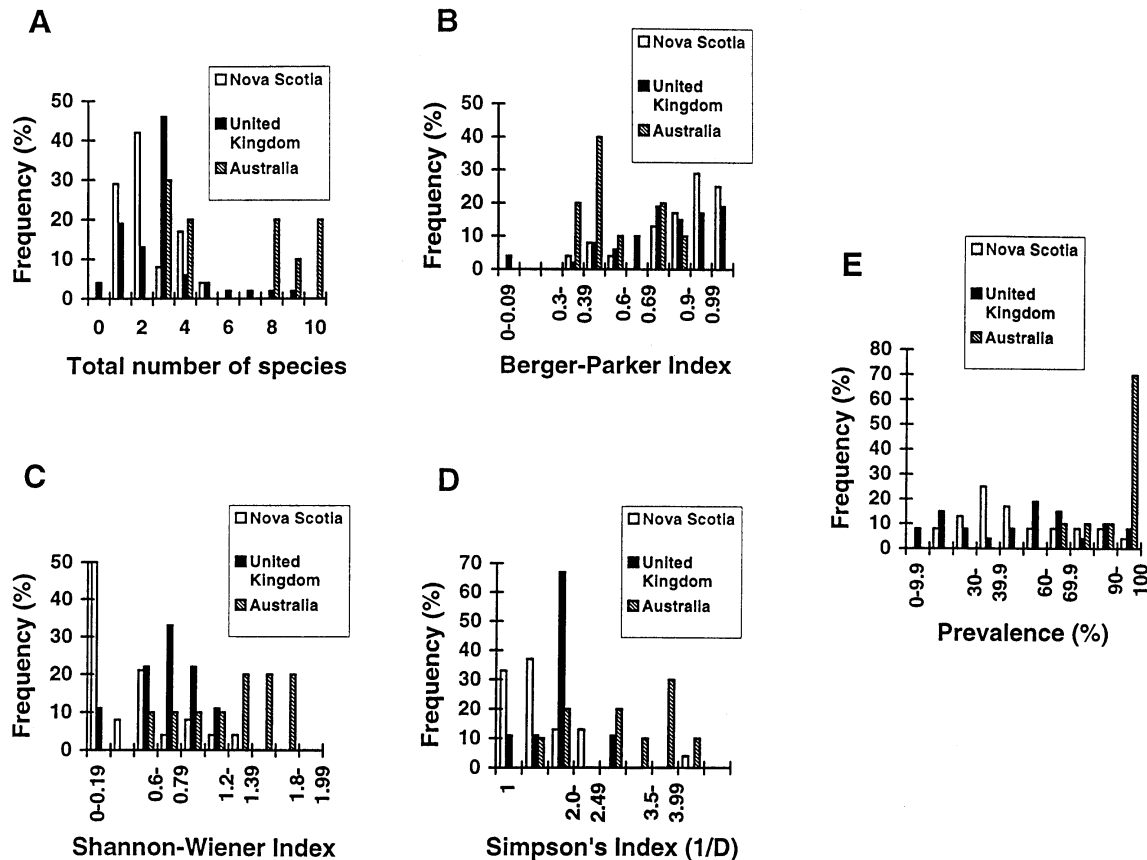 A
Nova Scotia
United
Kingdom
Australia
Frequency (%)
50
40
30
20
10
0
0 2 4 6 8 10
Total number of species
B
Nova Scotia
United
Kingdom
Australia
Frequency (%)
50
40
30
20
10
0
0-0.09
0.3-
0.39
0.6-
0.69
0.9-
0.99
Berger-Parker Index
C
Nova Scotia
United
Kingdom
Australia
Frequency (%)
50
30
20
10
0
0-0.19
0.6-
0.79
1.2-
1.39
1.8-
1.99
Shannon-Wiener Index
D
Nova Scotia
United
Kingdom
Australia
Frequency (%)
70
60
50
40
30
20
10
0
1
2.0-
2.49
3.5-
3.99
Simpson's Index (1/D)
E
Nova Scotia
United
Kingdom
Australia
Frequency (%)
80
70
60
50
40
30
20
10
0
0-9.9
30-
39.9
60-
69.9
90-
100
Prevalence (%)